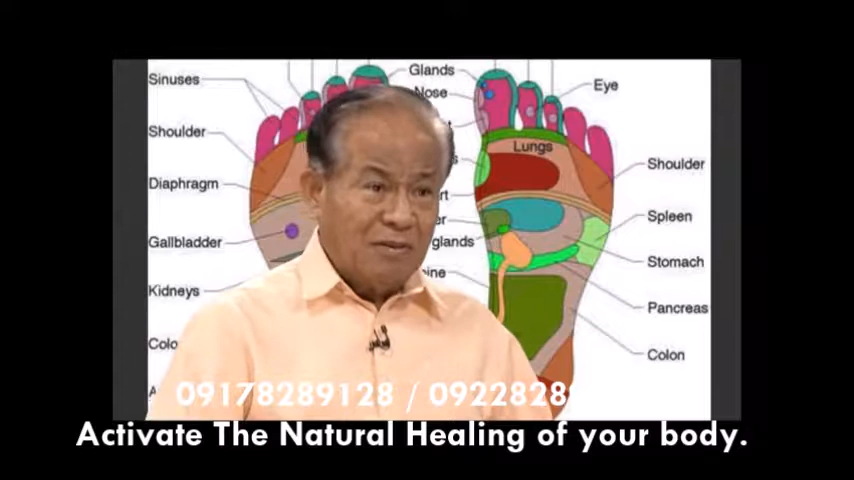 Sinuses
Glands
Nose
Eye
Shoulder
Lungs
Shoulder
Diaphragm
Spleen
Gallbladder
glands
Stomach
Kidneys
Pancreas
Colon
09178289128 / 0922828
Activate The Natural Healing of your body.